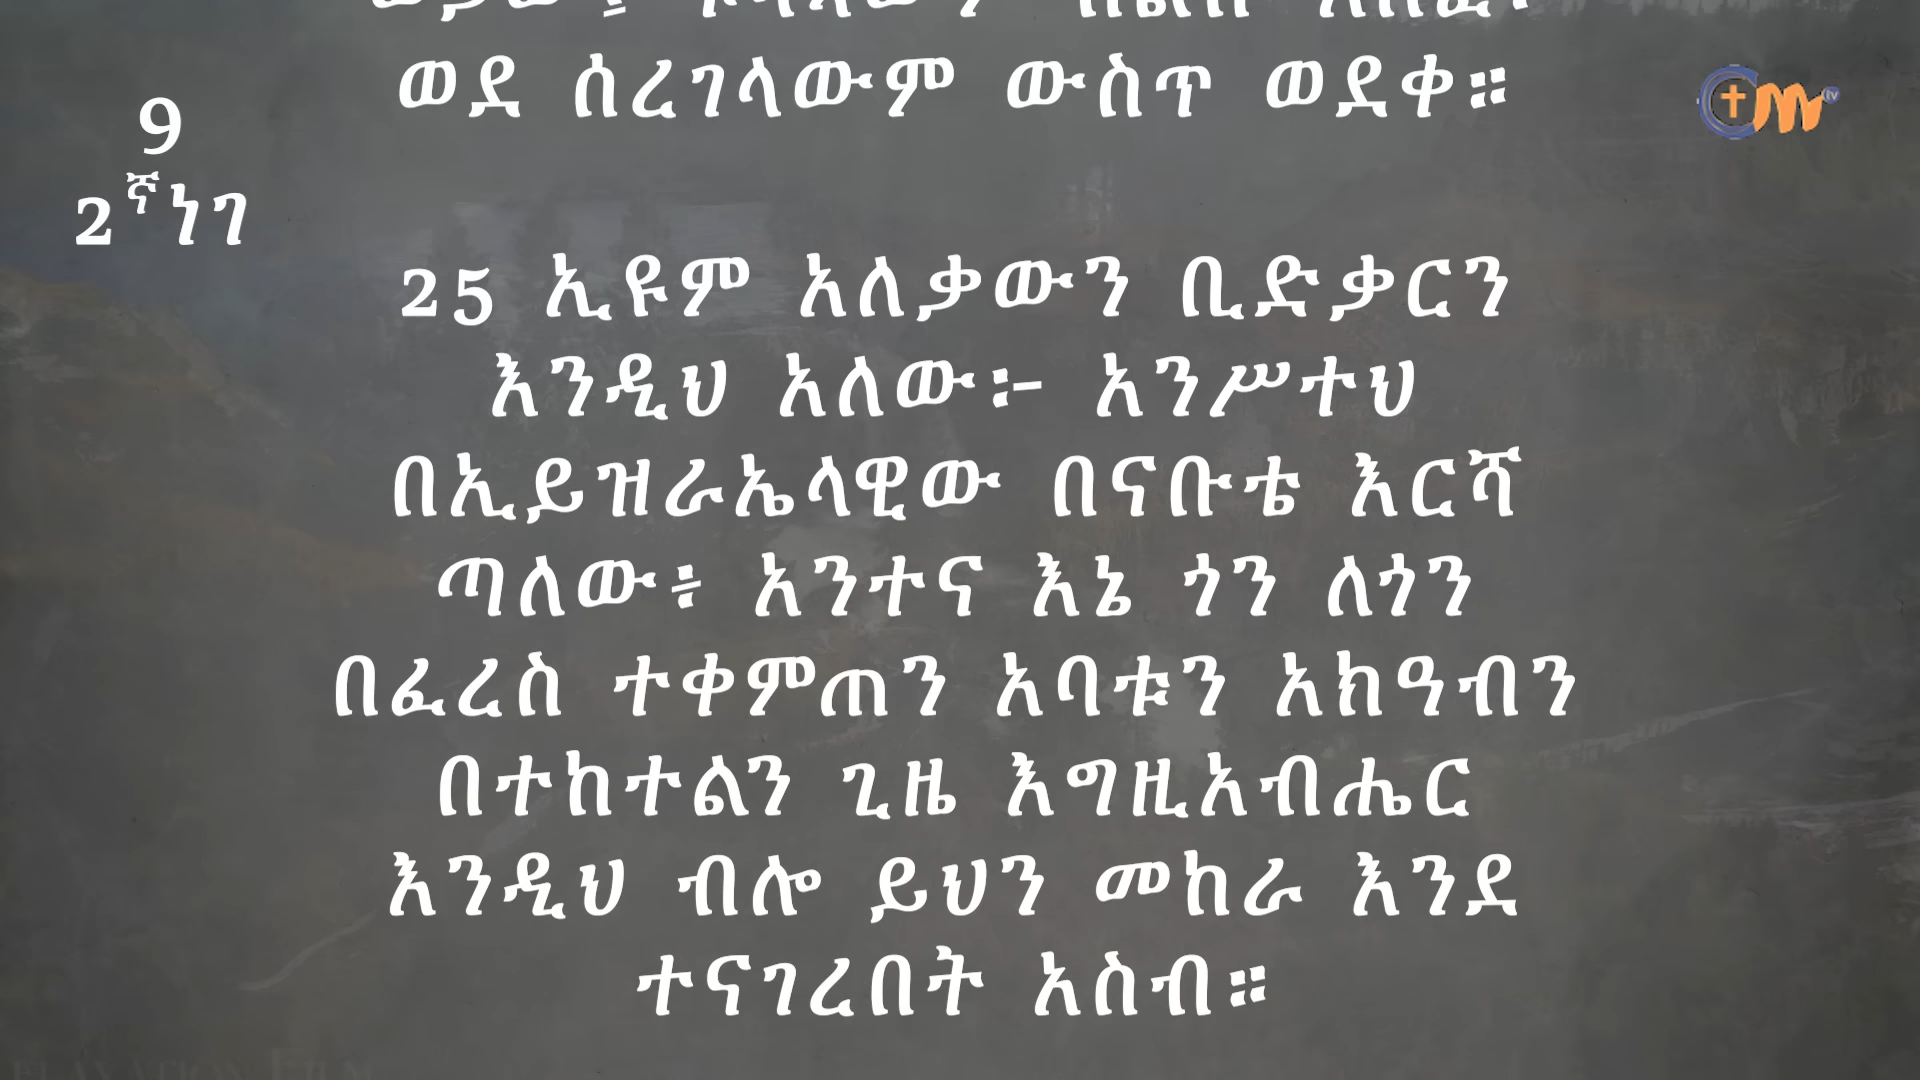 ወደ ሰረገላውም ውስጥ ወደቀ።
9
2ኛነገ
25 ኢዩም አለቃውን ቢድቃርን
እንዲህ አለው፦ አንሥተህ
በኢይዝራኤላዊው በናቡቴ እርሻ
ጣለው፥ አንተና እኔ ጎን ለጎን
በፈረስ ተቀምጠን አባቱን አክዓብን
በተከተልን ጊዜ እግዚአብሔር
እንዲህ ብሎ ይህን መከራ እንደ
ተናገረበት አስብ።
tv